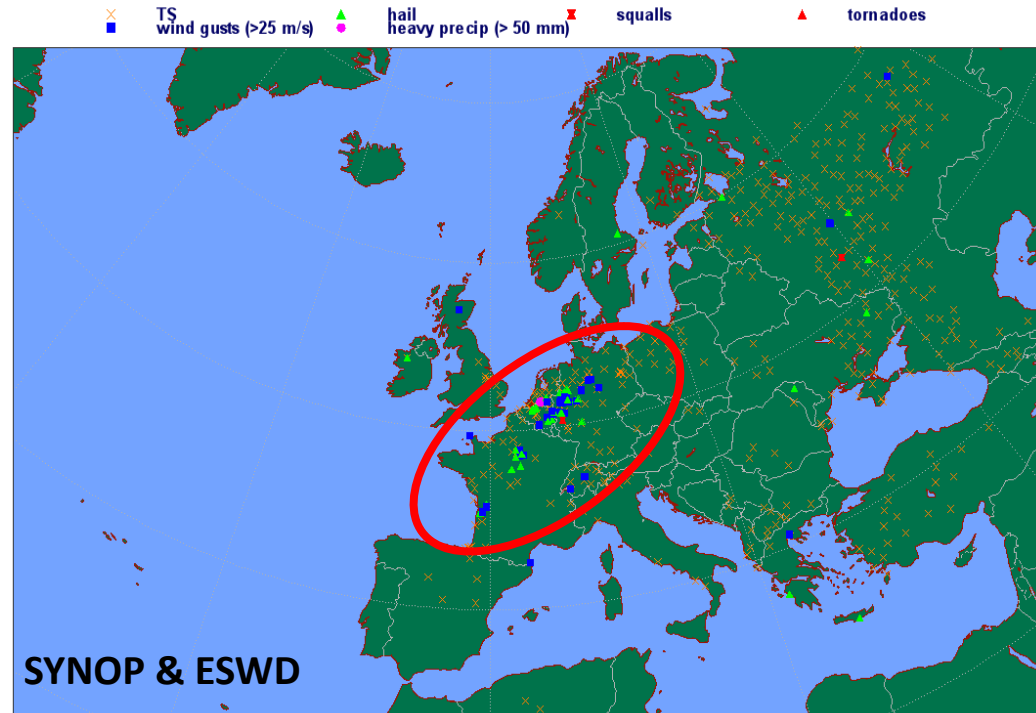 TS hail squalls tornadoes
wind gusts (>25 m/s) heavy precip (> 50 mm)
SYNOP & ESWD